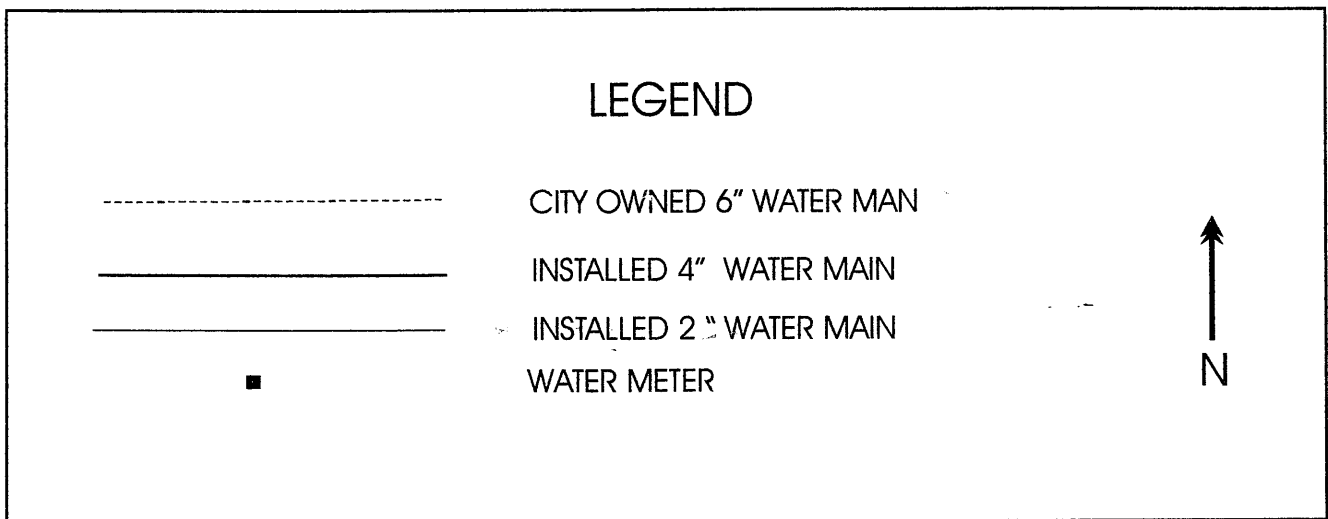 LEGEND
CITY OWNED 6" WATER MAN
INSTALLED 4" WATER MAIN
INSTALLED 2 " WATER MAIN
WATER METER
N